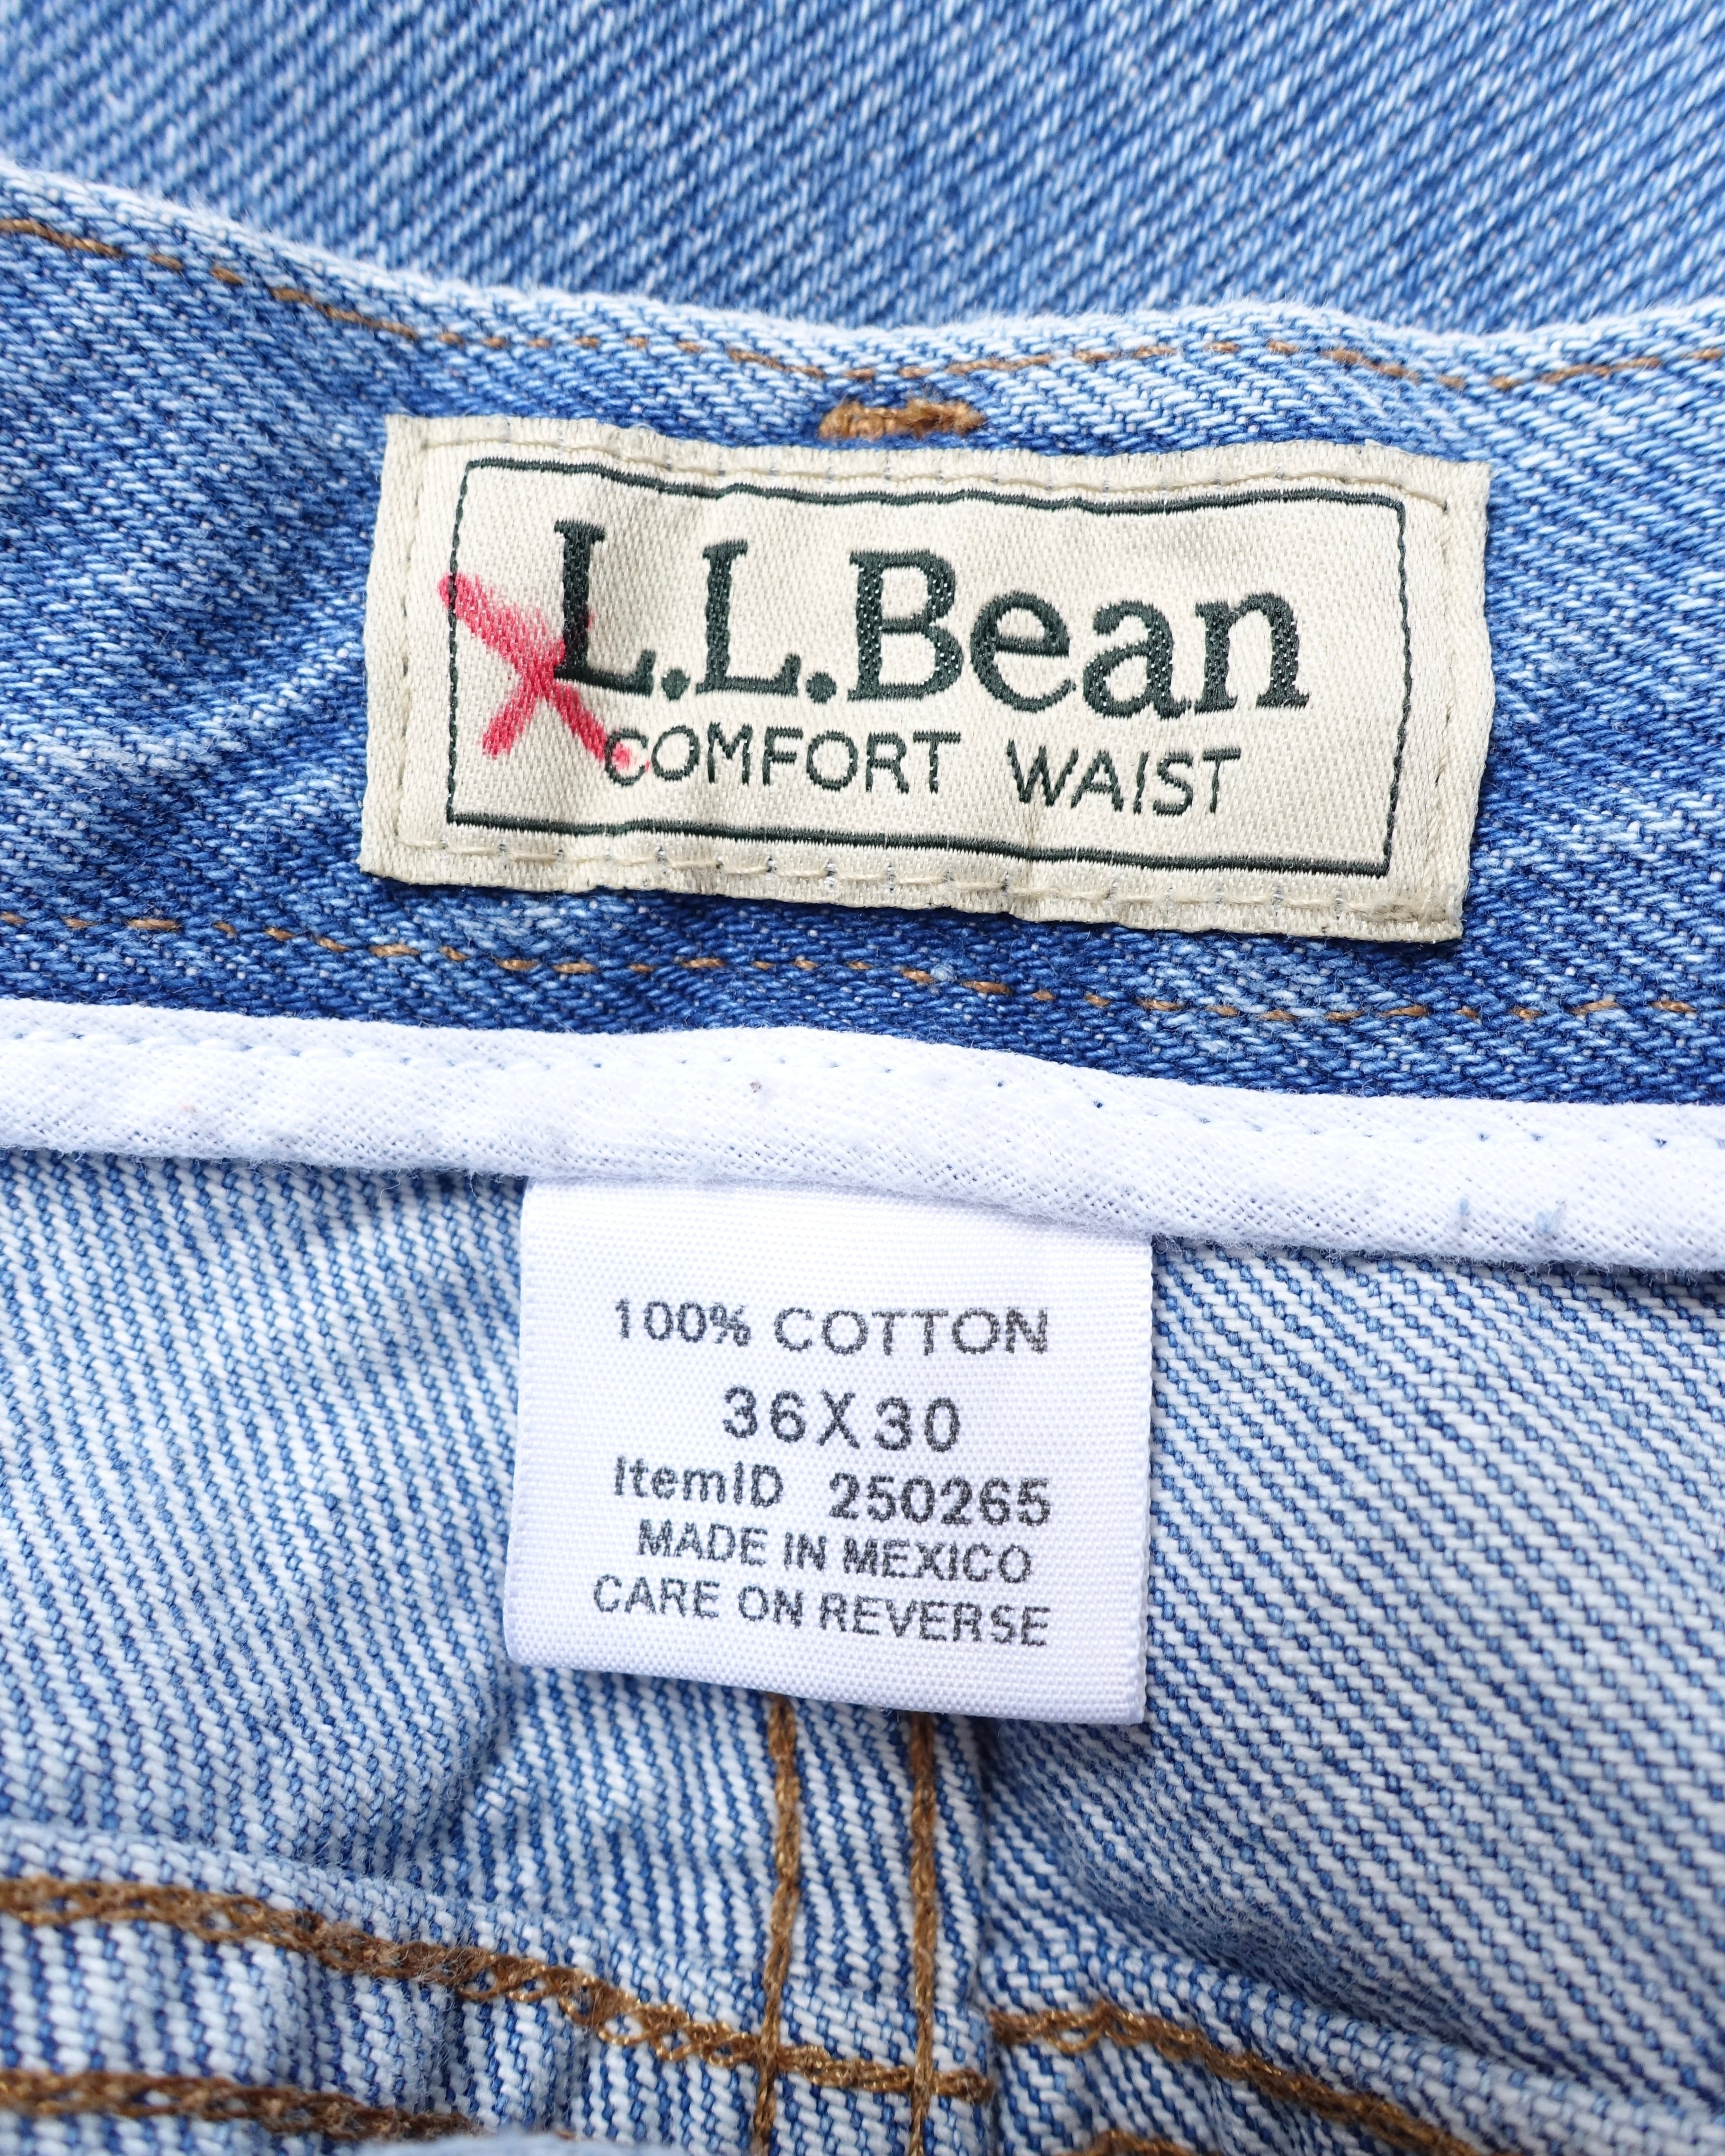 L.L.Bean
COMFORT WAIST
100% COTTON
36X30
ItemID 250265
MADE IN MEXICO
CARE ON REVERSE